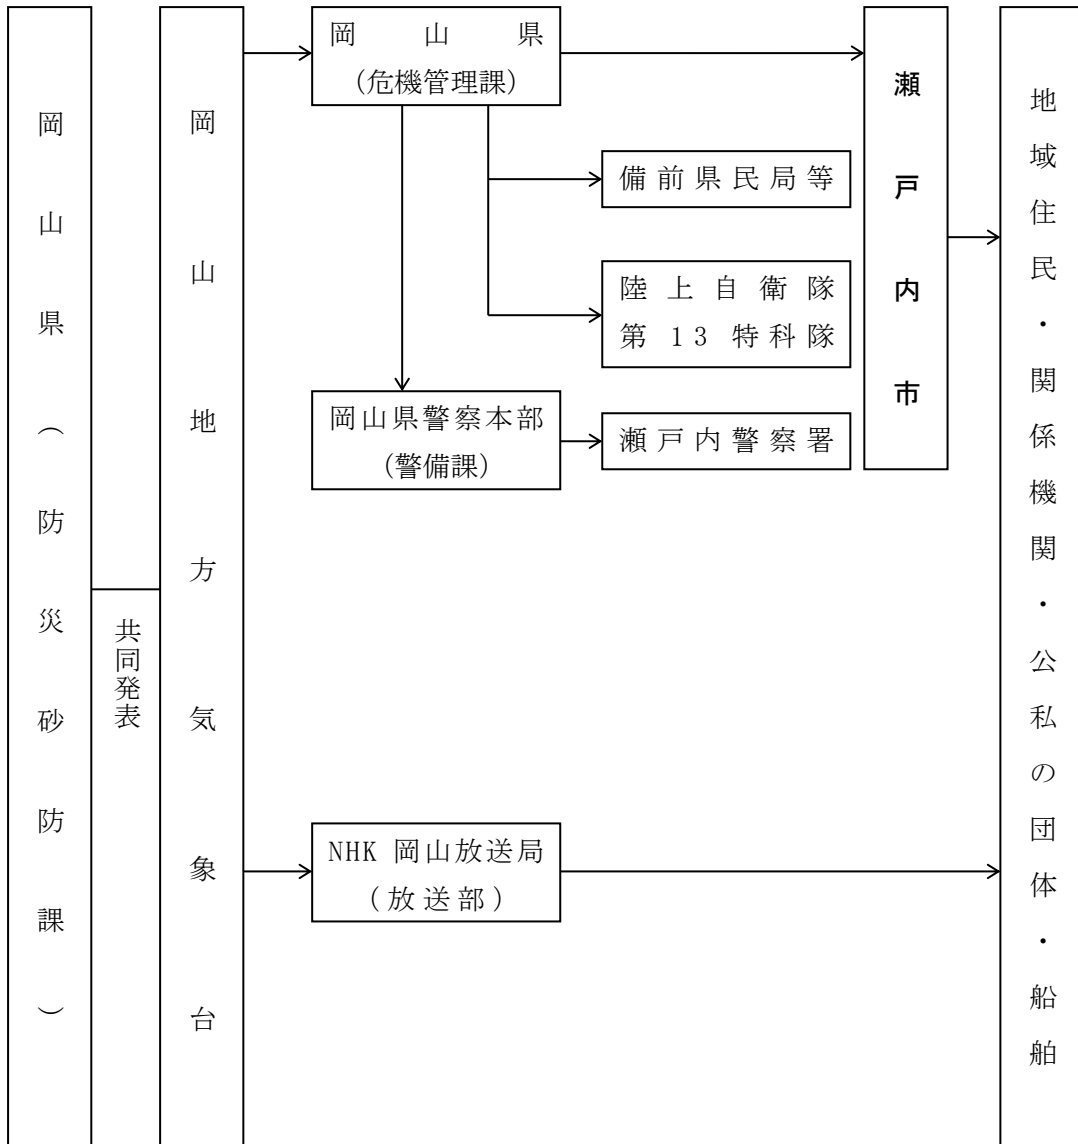 岡山県（防災砂防課）
共同発表
岡山地方気象台
岡山県
(危機管理課)
備前県民局等
陸上自衛隊
第13特科隊
岡山県警察本部
(警備課)
瀬戸内警察署
NHK 岡山放送局
(放送部)
瀬戸内市
地域住民・関係機関・公私の団体・船舶